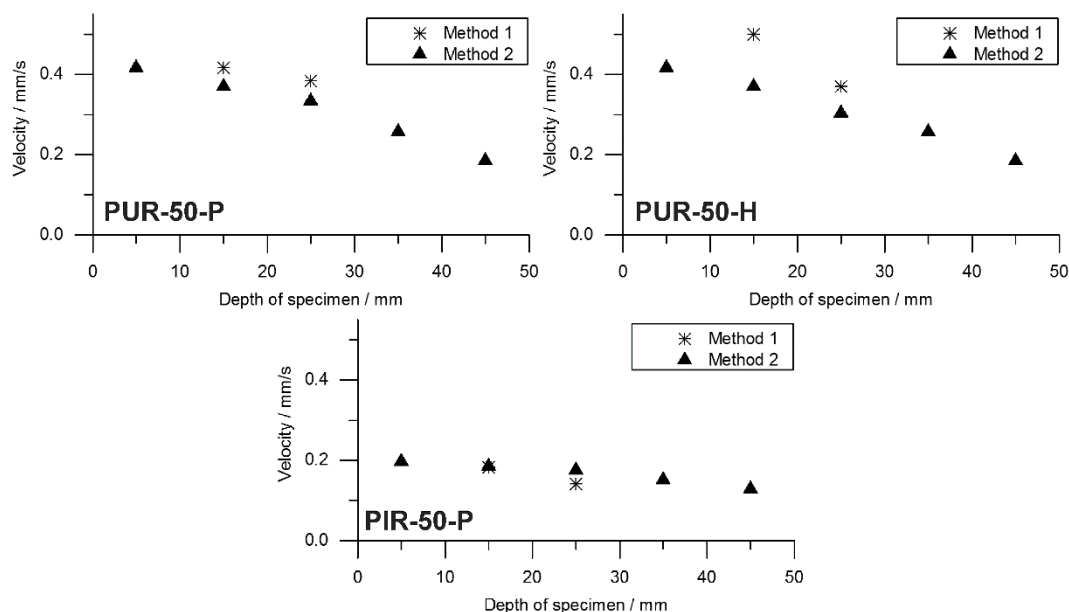 Velocity / mm/s
0.4
0.2
0.0
Method 1
Method 2
PUR-50-P
0 10 20 30 40 50
Depth of specimen / mm
Velocity / mm/s
0.4
0.2
0.0
Method 1
Method 2
PUR-50-H
0 10 20 30 40 50
Depth of specimen / mm
Velocity / mm/s
0.4
0.2
0.0
Method 1
Method 2
PIR-50-P
0 10 20 30 40 50
Depth of specimen / mm